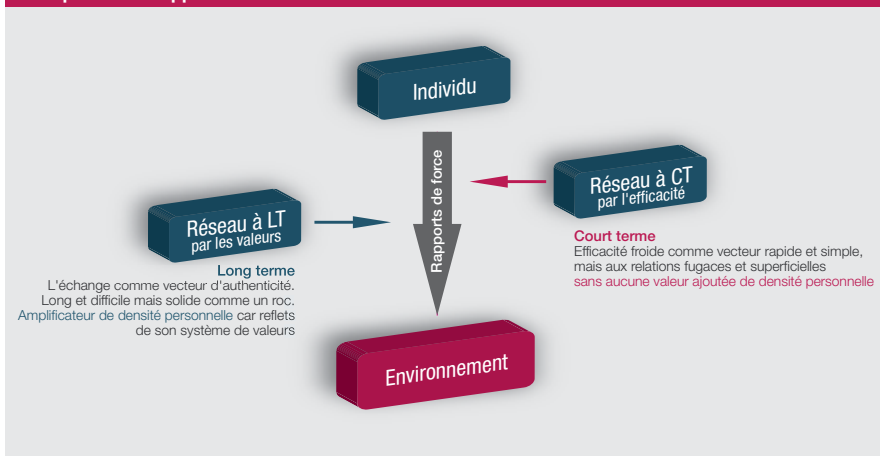 Individu
Rapports de force
Réseau à CT
par l'efficacité
Réseau à LT
par les valeurs
Court terme
Efficacité froide comme vecteur rapide et simple,
mais aux relations fugaces et superficielles
sans aucune valeur ajoutée de densité personnelle
Long terme
L'échange comme vecteur d'authenticité.
Long et difficile mais solide comme un roc.
Amplificateur de densité personnelle car reflets
de son système de valeurs
Environnement